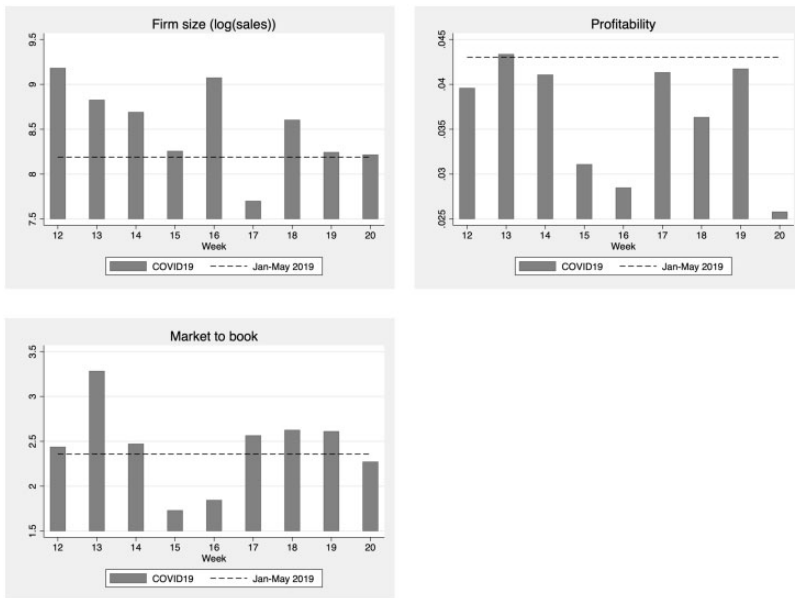 Firm size (log(sales))
9.5
9
8.5
8
7.5
12 13 14 15 16 17 18 19 20
Week
COVID19 Jan-May 2019
Profitability
.045
.04
.035
.03
.025
12 13 14 15 16 17 18 19 20
Week
COVID19 Jan-May 2019
Market to book
3.5
3
2.5
2
1.5
12 13 14 15 16 17 18 19 20
Week
COVID19 Jan-May 2019